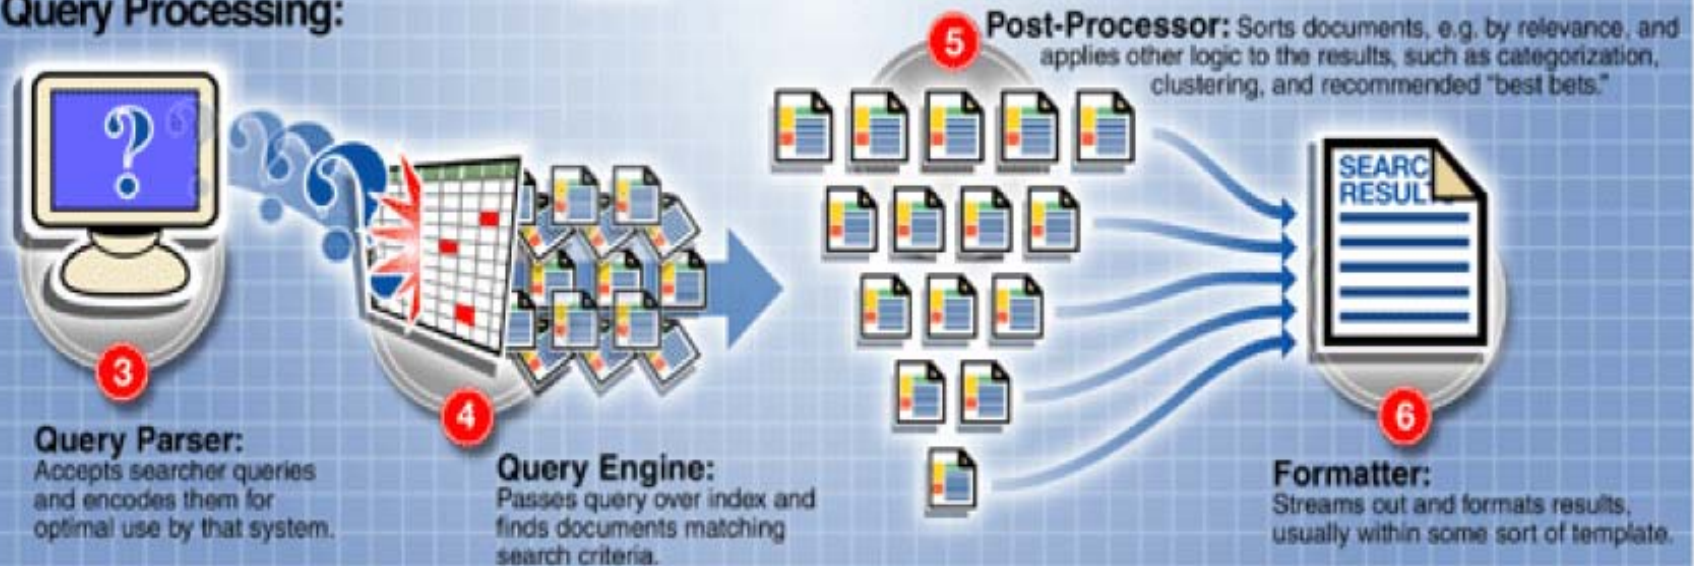 Query Processing:
3
Query Parser:
Accepts searcher queries
and encodes them for
optimal use by that system.
4
Query Engine:
Passes query over index and
finds documents matching
search criteria.
5
Post-Processor: Sorts documents, e.g. by relevance, and
applies other logic to the results, such as categorization,
clustering, and recommended "best bets."
SEARC
RESULT
6
Formatter:
Streams out and formats results,
usually within some sort of template.